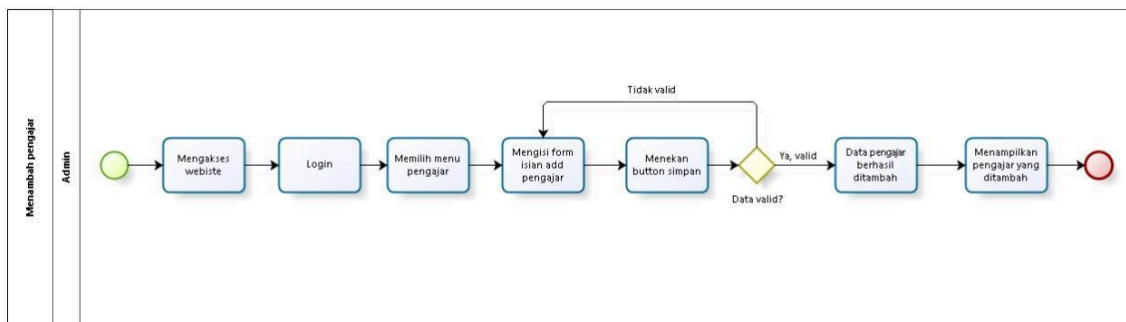 Menambah pengajar
Admin
Mengakses
webiste
Login
Memilih menu
pengajar
Mengisi form
isian add
pengajar
Menekan
button simpan
Tidak valid
Data valid?
Ya, valid
Data pengajar
berhasil
ditambah
Menampilkan
pengajar yang
ditambah